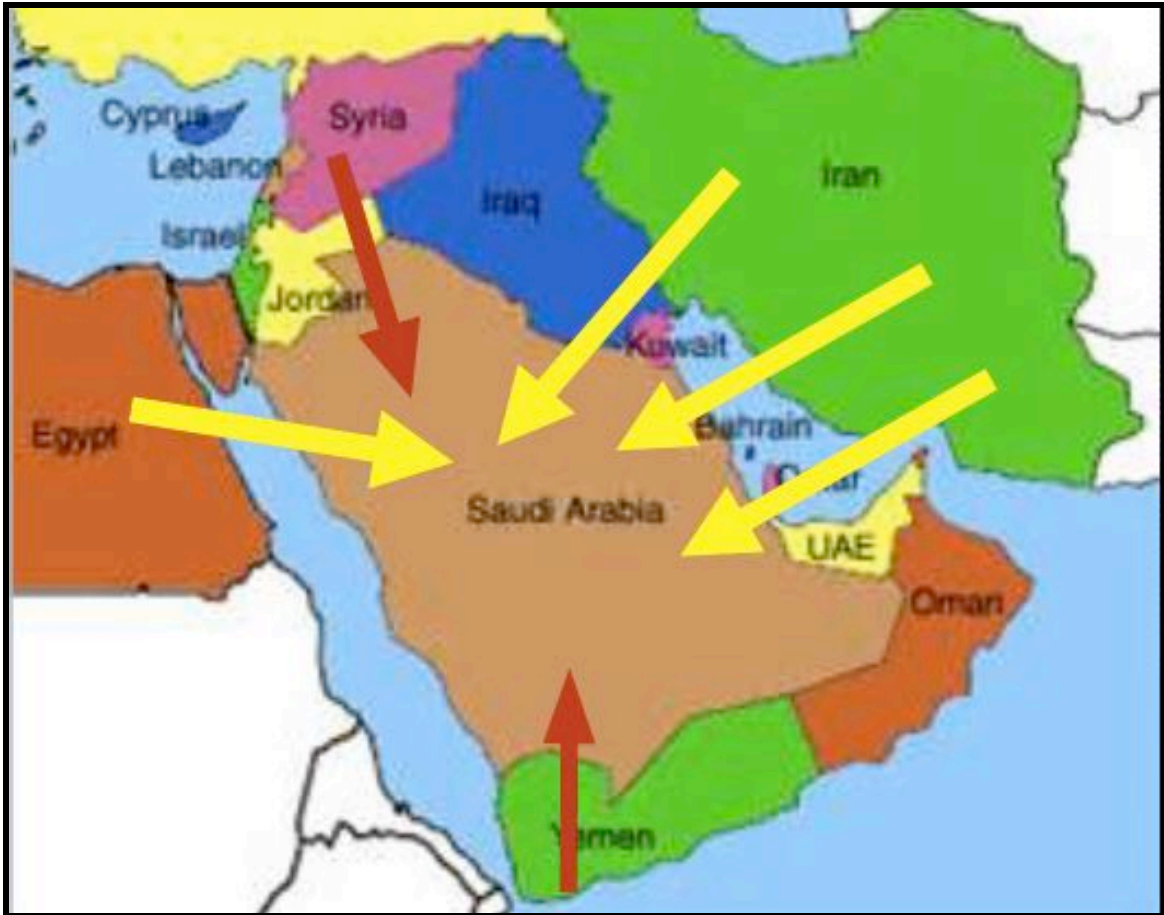 Cyprus
Syria
Lebanon
Iraq
Iran
Israel
Jordan
Kuwait
Egypt
Bahrain
Qatar
Saudi Arabia
UAE
Oman
Yemen